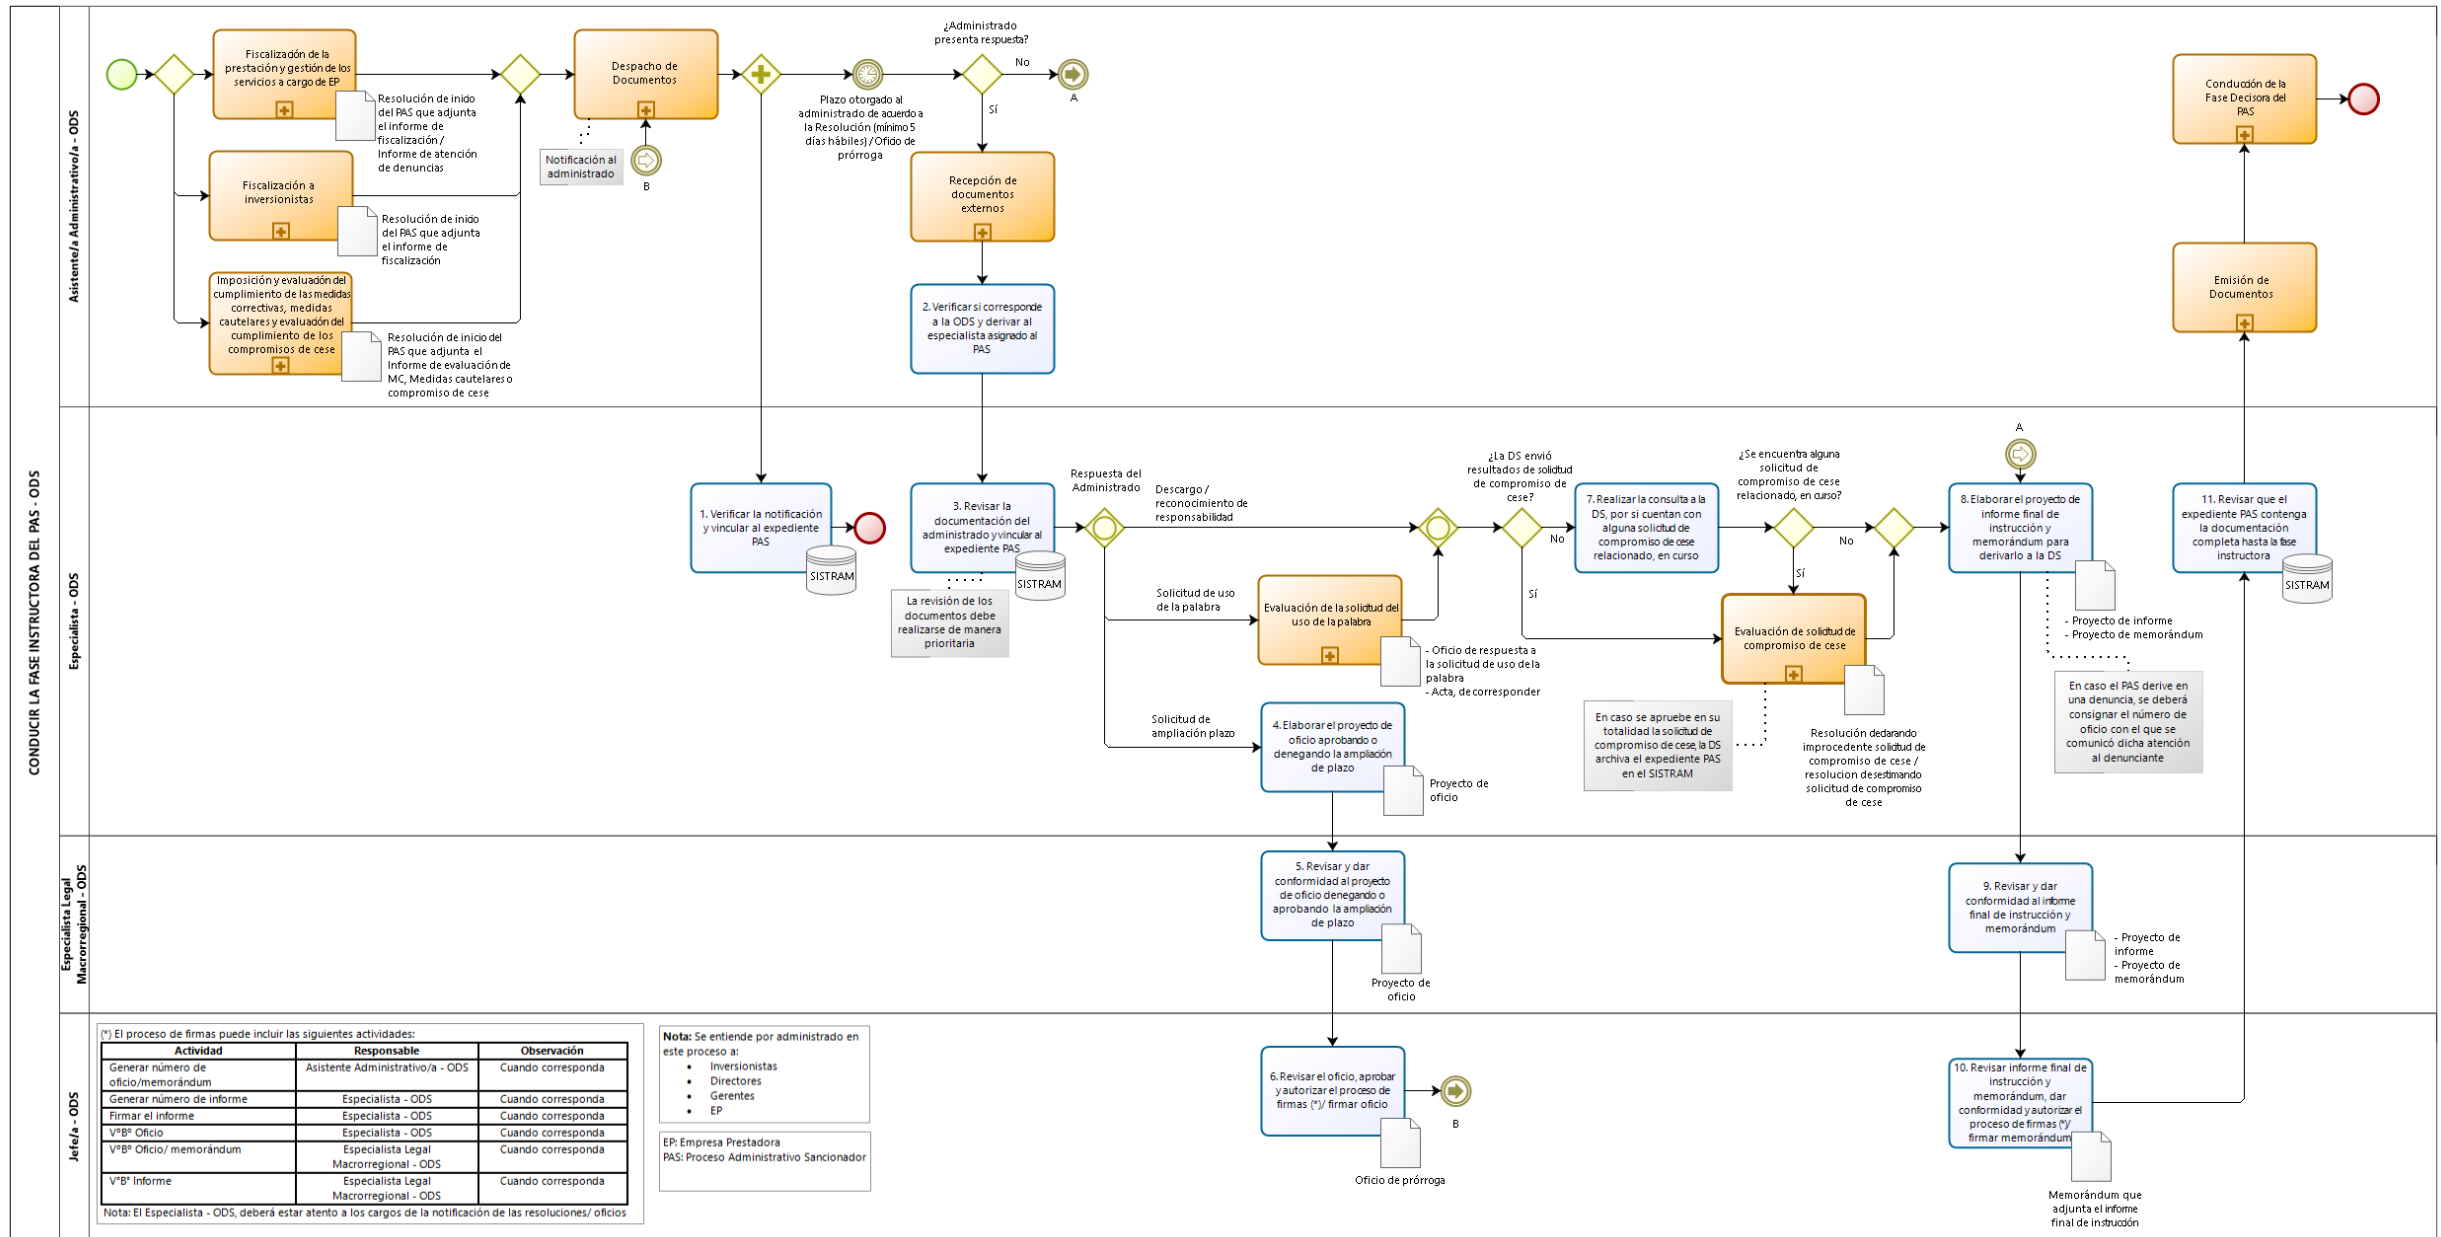 CONDUCIR LA FASE INSTRUCTORA DEL PAS - ODS
Asistente/a Administrativo/a - ODS
Fiscalización de la
prestación y gestión de los
servicios a cargo de EP
Resolución de inicio
del PAS que adjunta
el informe de
fiscalización /
Informe de atención
de denuncias
Fiscalización a
inversionistas
Resolución de inicio
del PAS que adjunta
el informe de
fiscalización
Imposición y evaluación del
cumplimiento de las medidas
correctivas, medidas
cautelares y evaluación del
cumplimiento de los
compromisos de cese
Resolución de inicio del
PAS que adjunta el
Informe de evaluación de
MC, Medidas cautelares o
compromiso de cese
Despacho de
Documentos
Notificación al
administrado
B
Plazo otorgado al
administrado de acuerdo a
la Resolución (mínimo 5
días hábiles) / Oficio de
prórroga
¿Administrado
presenta respuesta?
No
A
Sí
Recepción de
documentos
externos
2. Verificar si corresponde
a la ODS y derivar al
especialista asignado al
PAS
Conducción de la
Fase Decisora del
PAS
Emisión de
Documentos
Especialista - ODS
1. Verificar la notificación
y vincular al expediente
PAS
SISTRAM
3. Revisar la
documentación del
administrado y vincular al
expediente PAS
SISTRAM
La revisión de los
documentos debe
realizarse de manera
prioritaria
Respuesta del
Administrado
Descargo /
reconocimiento de
responsabilidad
Solicitud de uso
de la palabra
Evaluación de la solicitud del
uso de la palabra
- Oficio de respuesta a
la solicitud de uso de la
palabra
- Acta, de corresponder
Solicitud de
ampliación plazo
4. Elaborar el proyecto de
oficio aprobando o
denegando la ampliación
de plazo
Proyecto de
oficio
¿La DS envió
resultados de solicitud
de compromiso de
cese?
No
Sí
7. Realizar la consulta a la
DS, por si cuentan con
alguna solicitud de
compromiso de cese
relacionado, en curso
¿Se encuentra alguna
solicitud de
compromiso de cese
relacionado, en curso?
No
Sí
Evaluación de solicitud de
compromiso de cese
En caso se apruebe en su
totalidad la solicitud de
compromiso de cese, la DS
archiva el expediente PAS
en el SISTRAM
Resolución declarando
improcedente solicitud de
compromiso de cese /
resolucion desestimando
solicitud de compromiso
de cese
A
8. Elaborar el proyecto de
informe final de
instrucción y
memorándum para
derivarlo a la DS
- Proyecto de informe
- Proyecto de memorándum
En caso el PAS derive en
una denuncia, se deberá
consignar el número de
oficio con el que se
comunicó dicha atención
al denunciante
11. Revisar que el
expediente PAS contenga
la documentación
completa hasta la fase
instructora
SISTRAM
Especialista Legal
Macrorregional - ODS
5. Revisar y dar
conformidad al proyecto
de oficio denegando o
aprobando la ampliación
de plazo
Proyecto de
oficio
9. Revisar y dar
conformidad al informe
final de instrucción y
memorándum
- Proyecto de
informe
- Proyecto de
memorándum
Jefe/a - ODS
(*) El proceso de firmas puede incluir las siguientes actividades:
Actividad Responsable Observación
Generar número de
oficio/memorándum Asistente Administrativo/a - ODS Cuando corresponda
Generar número de informe Especialista - ODS Cuando corresponda
Firmar el informe Especialista - ODS Cuando corresponda
V°B° Oficio Especialista - ODS Cuando corresponda
V°B° Oficio/ memorándum Especialista Legal
Macrorregional - ODS Cuando corresponda
V°B° Informe Especialista Legal
Macrorregional - ODS Cuando corresponda
Nota: El Especialista - ODS, deberá estar atento a los cargos de la notificación de las resoluciones/ oficios
Nota: Se entiende por administrado en
este proceso a:
• Inversionistas
• Directores
• Gerentes
• EP
EP: Empresa Prestadora
PAS: Proceso Administrativo Sancionador
6. Revisar el oficio, aprobar
y autorizar el proceso de
firmas (*)/ firmar oficio
B
Oficio de prórroga
10. Revisar informe final de
instrucción y
memorándum, dar
conformidad y autorizar el
proceso de firmas (*)/
firmar memorándum
Memorándum que
adjunta el informe
final de instrucción